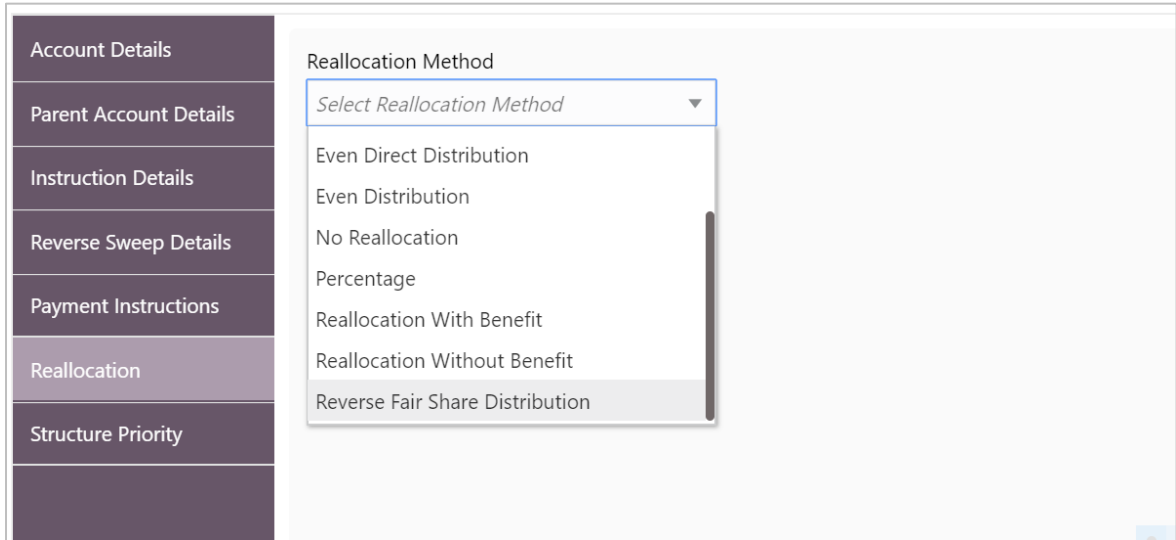 Account Details
Parent Account Details
Instruction Details
Reverse Sweep Details
Payment Instructions
Reallocation
Structure Priority
Reallocation Method
Select Reallocation Method
Even Direct Distribution
Even Distribution
No Reallocation
Percentage
Reallocation With Benefit
Reallocation Without Benefit
Reverse Fair Share Distribution